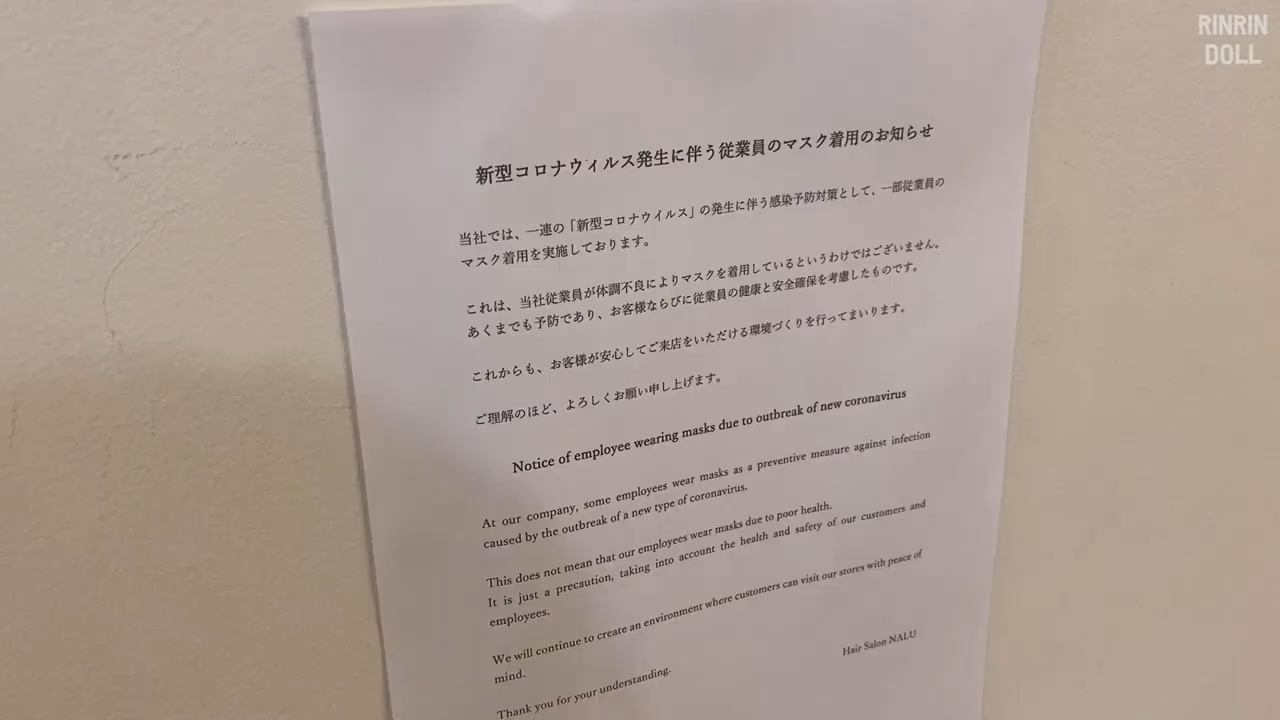 RINRIN
DOLL
新型コロナウィルス発生に伴う従業員のマスク着用のお知らせ
当社では、一連の「新型コロナウイルス」の発生に伴う感染予防対策として、一部従業員の
マスク着用を実施しております。
これは、当社従業員が体調不良によりマスクを着用しているというわけではございません。
あくまでも予防であり、お客様ならびに従業員の健康と安全確保を考慮したものです。
これからも、お客様が安心してご来店をいただける環境づくりを行ってまいります。
ご理解のほど、よろしくお願い申し上げます。
Notice of employee wearing masks due to outbreak of new coronavirus
At our company, some employees wear masks as a preventive measure against infection
caused by the outbreak of a new type of coronavirus.
This does not mean that our employees wear masks due to poor health.
It is just a precaution, taking into account the health and safety of our customers and
employees.
We will continue to create an environment where customers can visit our stores with peace of
mind.
Hair Salon NALU
Thank you for your understanding.